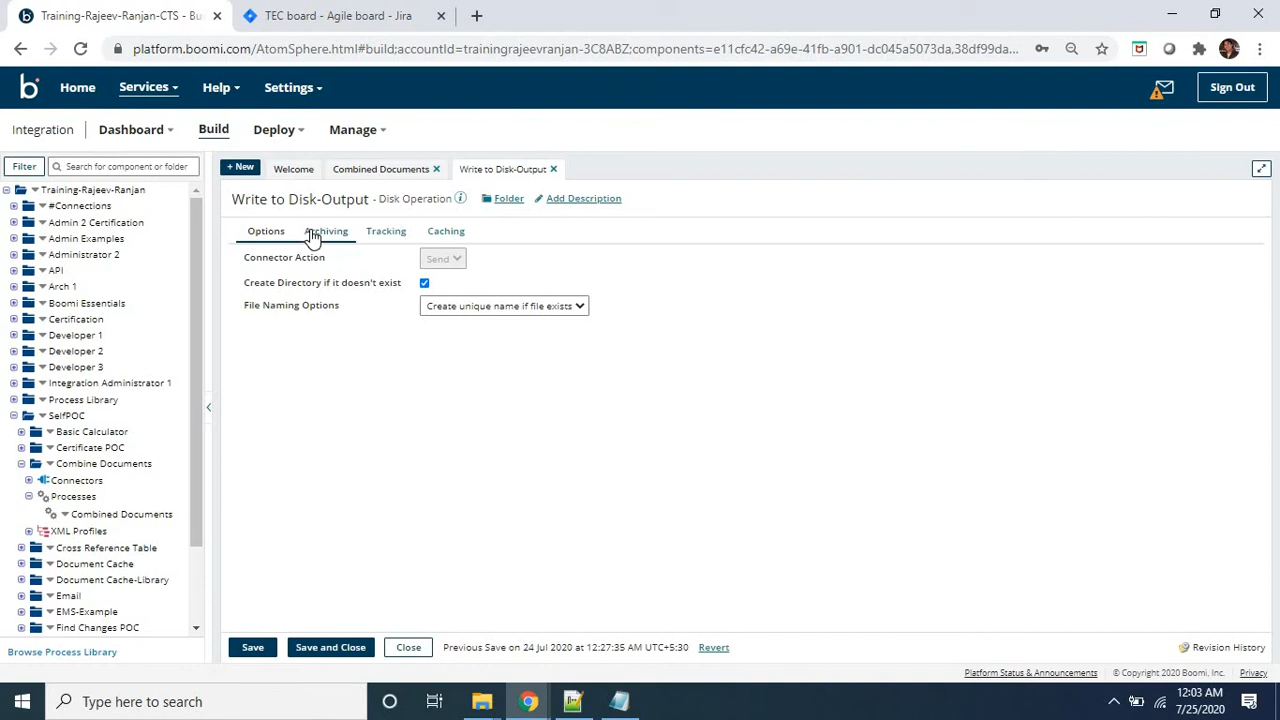 Training-Rajeev-Ranjan-CTS - Bu
TEC board - Agile board - Jira
platform.boomi.com/AtomSphere.html#build;accountId=trainingrajeevranjan-3C8ABZ;components=e11cfc42-a69e-41fb-a901-dc045a5073da,38df99da...
Home Services Help Settings Sign Out
Integration Dashboard Build Deploy Manage
Filter Search for component or folder
+ New Welcome Combined Documents Write to Disk-Output
Training-Rajeev-Ranjan
#Connections
Admin 2 Certification
Admin Examples
Administrator 2
API
Arch 1
Boomi Essentials
Certification
Developer 1
Developer 2
Developer 3
Integration Administrator 1
Process Library
SelfPOC
Basic Calculator
Certificate POC
Combine Documents
Connectors
Processes
Combined Documents
XML Profiles
Cross Reference Table
Document Cache
Document Cache-Library
Email
EMS-Example
Find Changes POC
Browse Process Library
Write to Disk-Output - Disk Operation i Folder Add Description
Options Archiving Tracking Caching
Connector Action Send
Create Directory if it doesn't exist
File Naming Options Create unique name if file exists
Save Save and Close Close Previous Save on 24 Jul 2020 at 12:27:35 AM UTC+5:30 Revert Revision History
Platform Status & Announcements © Copyright 2020 Boomi, Inc. Privacy
Type here to search
12:03 AM
7/25/2020